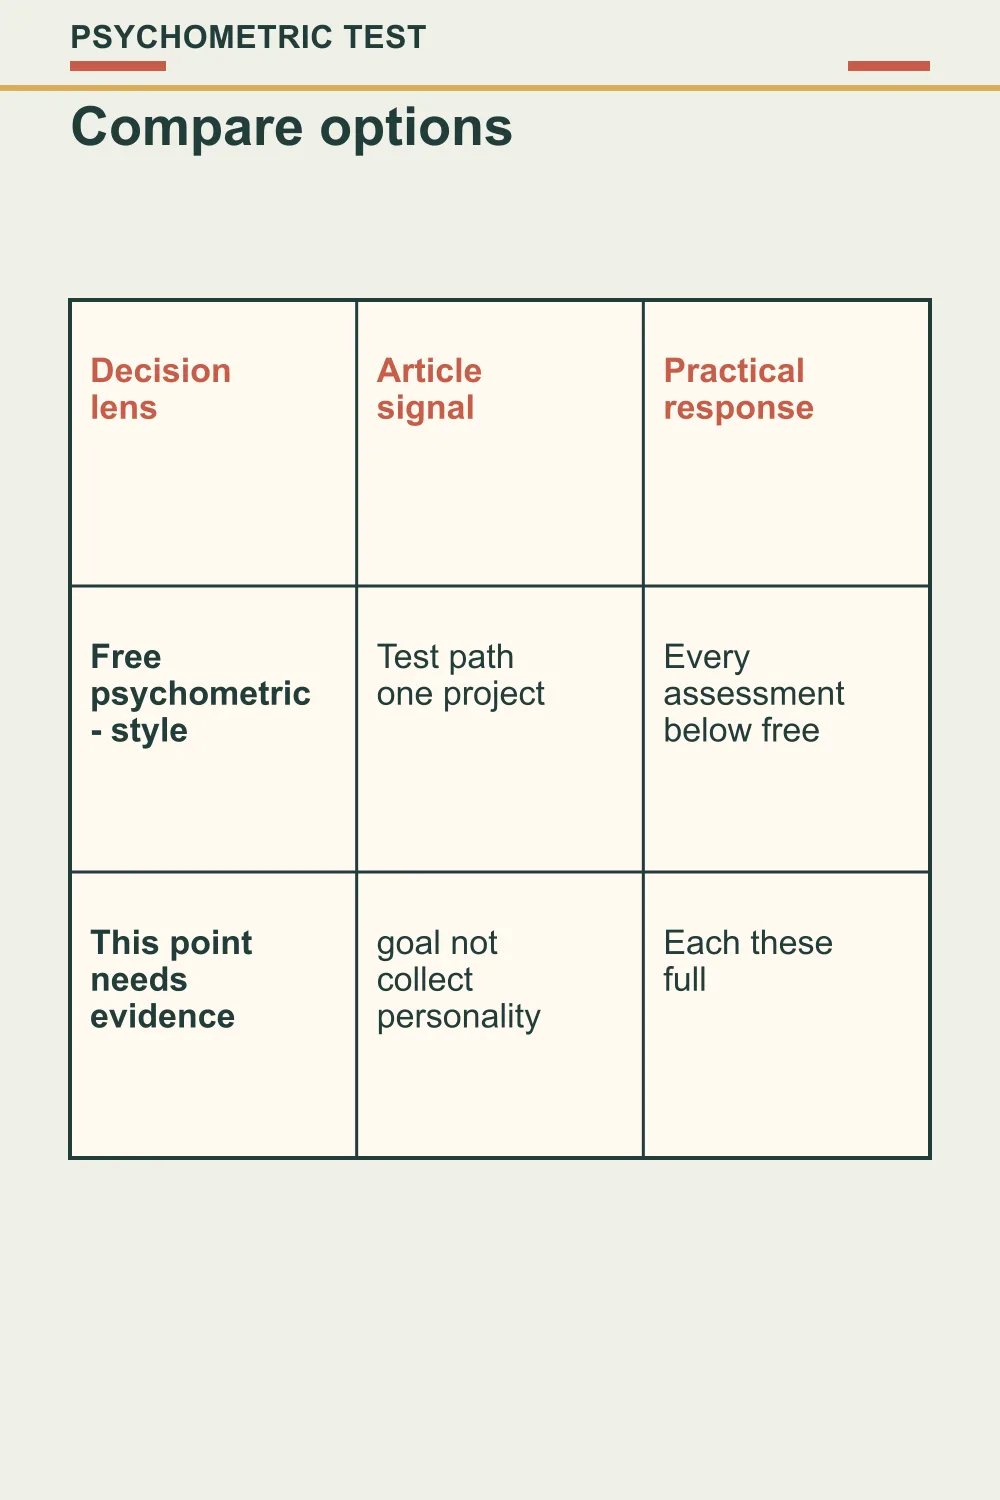 PSYCHOMETRIC TEST
Compare options
Decision
lens
Article
signal
Practical
response
Free
psychometric
- style
Test path
one project
Every
assessment
below free
This point
needs
evidence
goal not
collect
personality
Each these
full